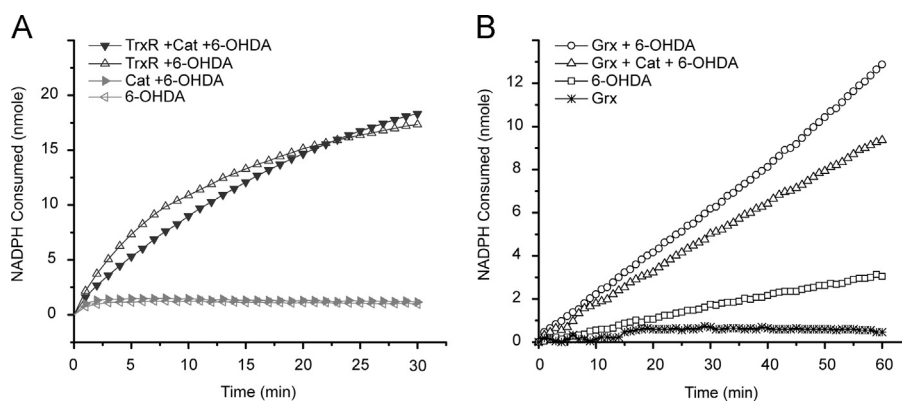 A
TrxR +Cat +6-OHDA
TrxR +6-OHDA
Cat +6-OHDA
6-OHDA
NADPH Consumed (nmole)
25
20
15
10
5
0
0 5 10 15 20 25 30
Time (min)
B
Grx + 6-OHDA
Grx + Cat + 6-OHDA
6-OHDA
Grx
NADPH Consumed (nmole)
12
10
8
6
4
2
0
0 10 20 30 40 50 60
Time (min)